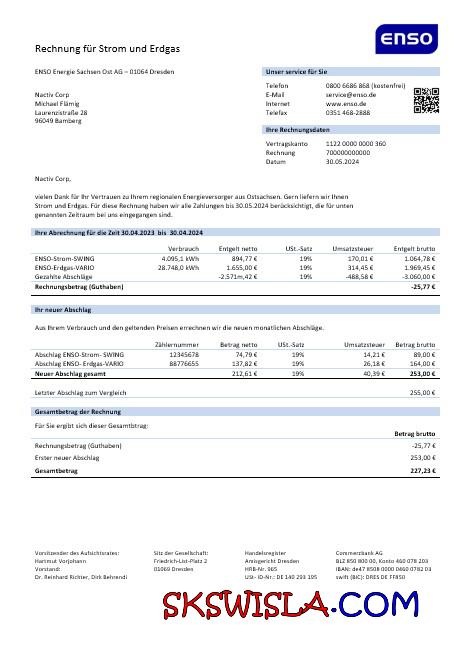 enso
Rechnung für Strom und Erdgas
ENSO Energie Sachsen Ost AG – 01064 Dresden
Nactiv Corp
Michael Flämig
Laurenzistraße 28
96049 Bamberg
Unser service für Sie
Telefon 0800 6686 868 (kostenfrei)
E-Mail service@enso.de
Internet www.enso.de
Telefax 0351 468-2888
Ihre Rechnungsdaten
Vertragskonto 1122 0000 0000 360
Rechnung 700000000000
Datum 30.05.2024
Nactiv Corp,
vielen Dank für Ihr Vertrauen zu Ihrem regionalen Energieversorger aus Ostsachsen. Gern liefern wir Ihnen
Strom und Erdgas. Für diese Rechnung haben wir alle Zahlungen bis 30.05.2024 berücksichtigt, die für unten
genannten Zeitraum bei uns eingegangen sind.
Ihre Abrechnung für die Zeit 30.04.2023 bis 30.04.2024
Verbrauch Entgelt netto USt.-Satz Umsatzsteuer Entgelt brutto
ENSO-Strom-SWING 4.095,1 kWh 894,77 € 19% 170,01 € 1.064,78 €
ENSO-Erdgas-VARIO 28.748,0 kWh 1.655,00 € 19% 314,45 € 1.969,45 €
Gezahlte Abschläge -2.571m,42 € 19% -488,58 € -3.060,00 €
Rechnungsbetrag (Guthaben) -25,77 €
Ihr neuer Abschlag
Aus Ihrem Verbrauch und den geltenden Preisen errechnen wir die neuen monatlichen Abschläge.
Zählernummer Betrag netto USt.-Satz Umsatzsteuer Betrag brutto
Abschlag ENSO-Strom- SWING 12345678 74,79 € 19% 14,21 € 89,00 €
Abschlag ENSO- Erdgas-VARIO 88776655 137,82 € 19% 26,18 € 164,00 €
Neuer Abschlag gesamt 212,61 € 19% 40,39 € 253,00 €
Letzter Abschlag zum Vergleich 255,00 €
Gesamtbetrag der Rechnung
Für Sie ergibt sich dieser Gesambtrag:
Betrag brutto
Rechnungsbetrag (Guthaben) -25,77 €
Erster neuer Abschlag 253,00 €
Gesamtbetrag 227,23 €
Vorsitzender des Aufsichtsrates: Sitz der Gesellschaft: Handelsregister Commerzbank AG
Hartmut Vorjohann Friedrich-List-Platz 2 Amtsgericht Dresden BLZ 850 800 00, Konto 460 078 203
Vorstand: 01069 Dresden HRB-Nr. 965 IBAN: de47 8508 0000 0460 0782 03
Dr. Reinhard Richter, Dirk Behrendi USt- ID-Nr.: DE 140 293 195 swift (BIC): DRES DE FF850
SKSWISLA.COM